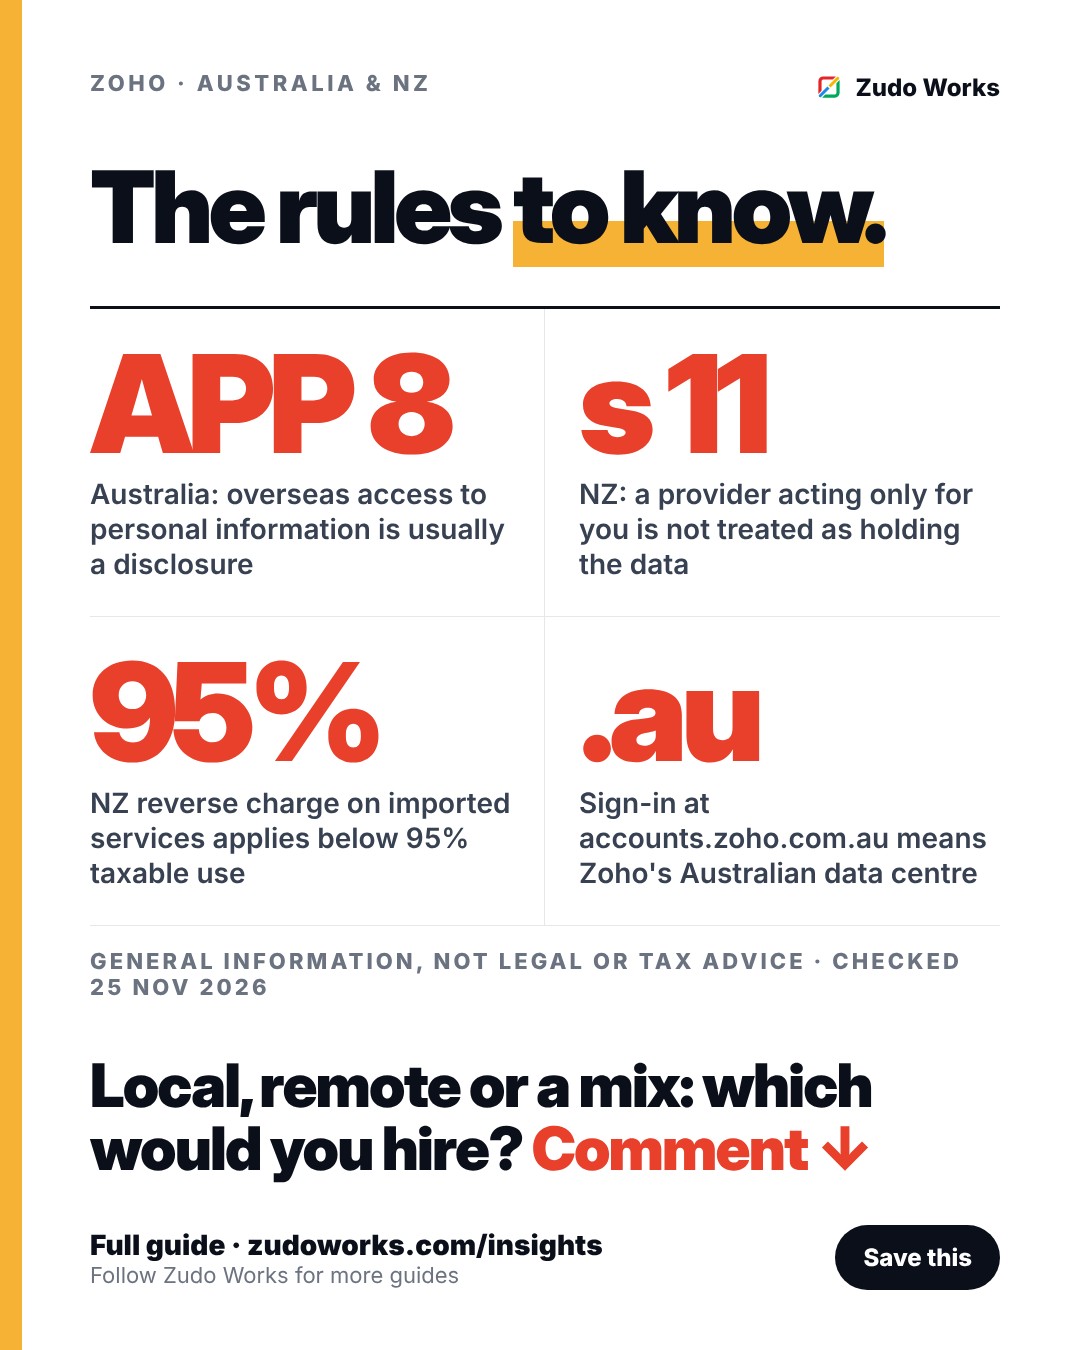 ZOHO · AUSTRALIA & NZ
Zudo Works
The rules to know.
APP 8
Australia: overseas access to
personal information is usually
a disclosure
s 11
NZ: a provider acting only for
you is not treated as holding
the data
95%
NZ reverse charge on imported
services applies below 95%
taxable use
.au
Sign-in at
accounts.zoho.com.au means
Zoho's Australian data centre
GENERAL INFORMATION, NOT LEGAL OR TAX ADVICE · CHECKED
25 NOV 2026
Local, remote or a mix: which
would you hire? Comment ↓
Full guide · zudoworks.com/insights
Follow Zudo Works for more guides
Save this